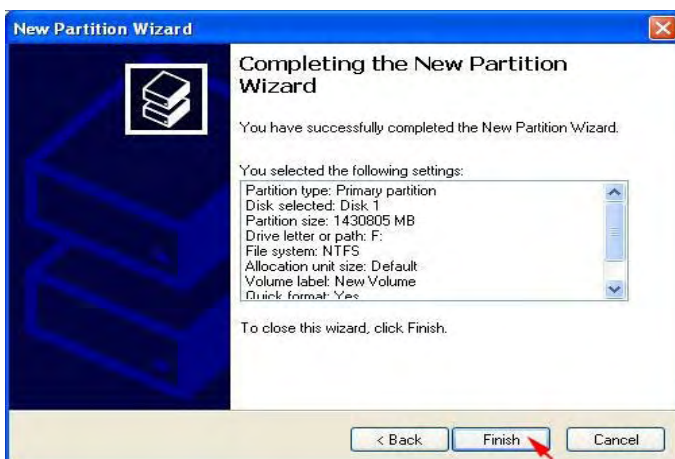 New Partition Wizard
Completing the New Partition
Wizard
You have successfully completed the New Partition Wizard.
You selected the following settings:
Partition type: Primary partition
Disk selected: Disk 1
Partition size: 1430805 MB
Drive letter or path: F:
File system: NTFS
Allocation unit size: Default
Volume label: New Volume
Quick format: Yes
To close this wizard, click Finish.
< Back
Finish
Cancel